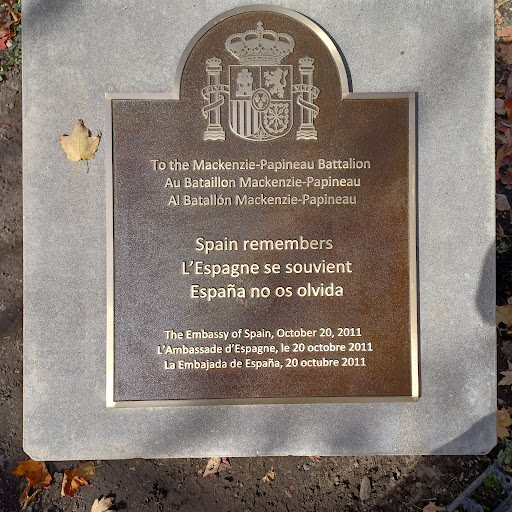 To the Mackenzie-Papineau Battalion
Au Bataillon Mackenzie-Papineau
Al Batallón Mackenzie-Papineau
Spain remembers
L'Espagne se souvient
España no os olvida
The Embassy of Spain, October 20, 2011
L'Ambassade d'Espagne, le 20 octobre 2011
La Embajada de España, 20 octubre 2011